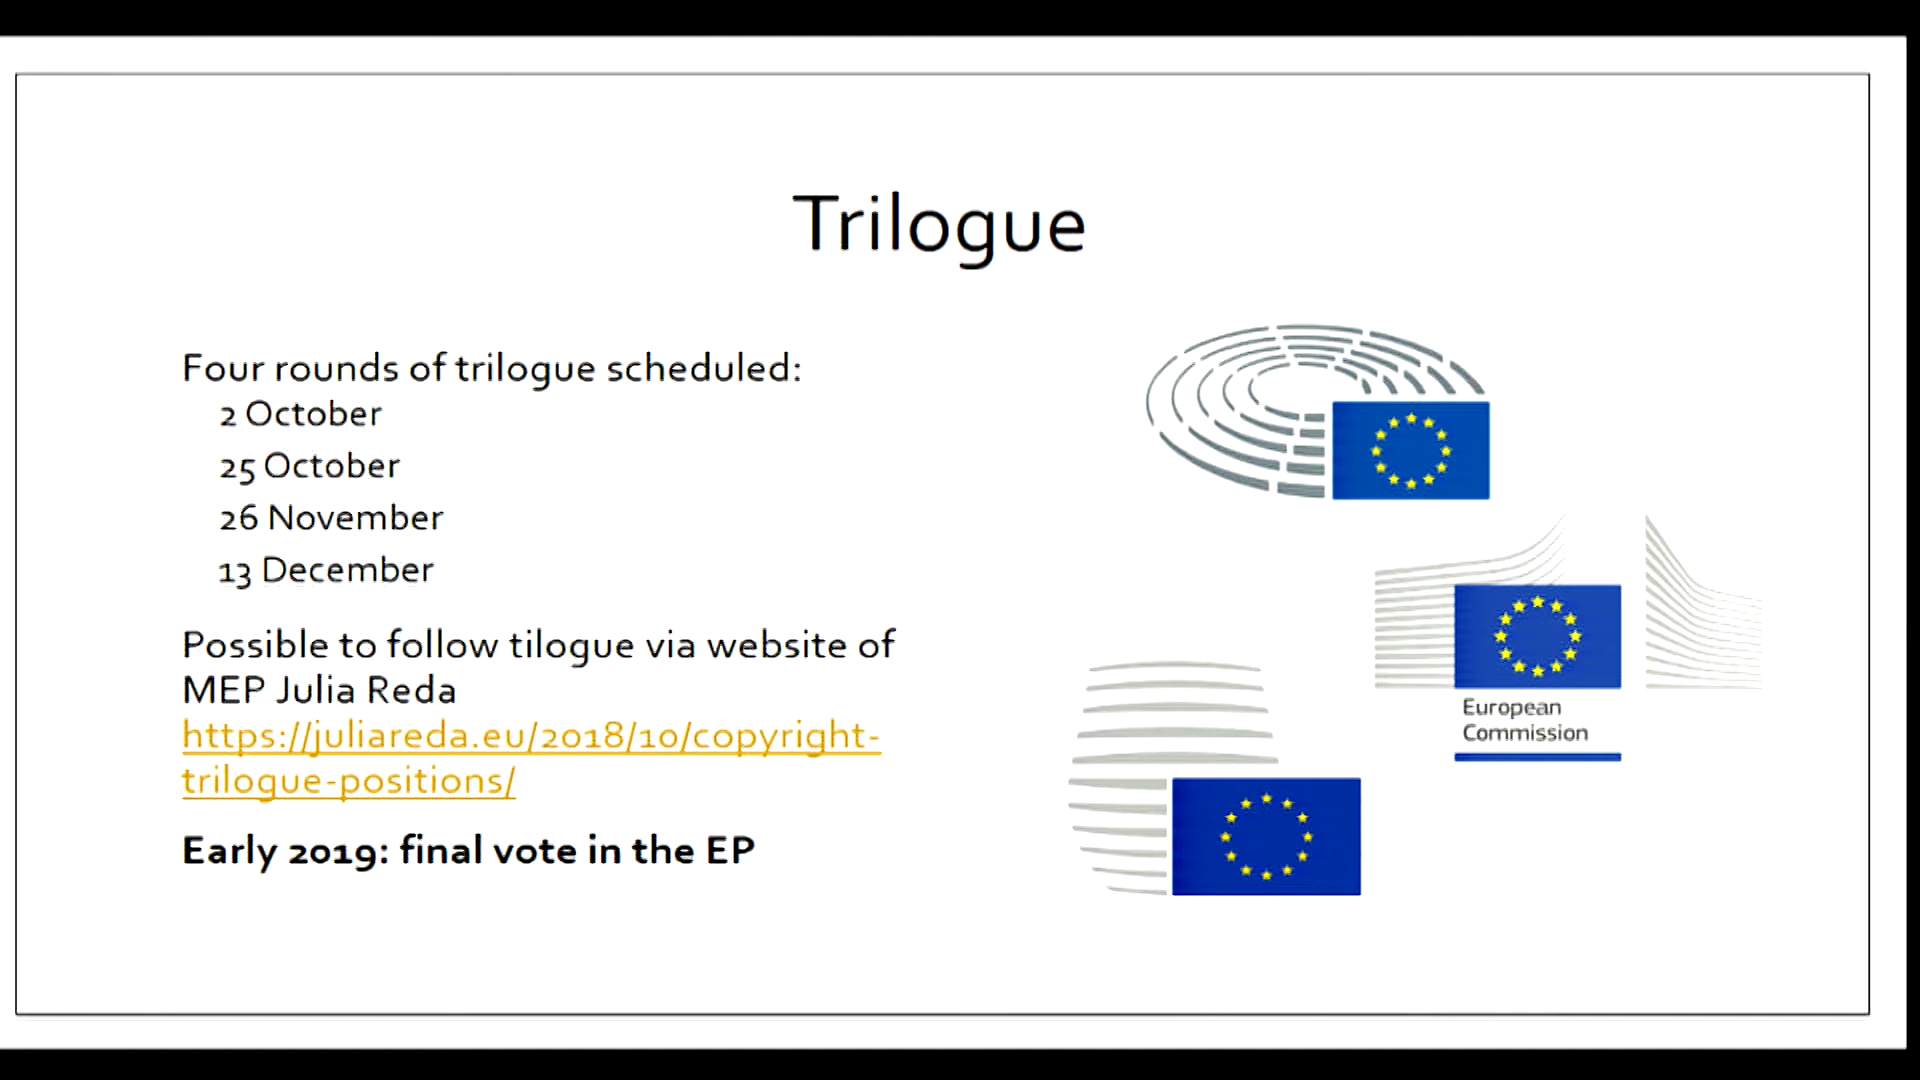 Trilogue
Four rounds of trilogue scheduled:
2 October
25 October
26 November
13 December
Possible to follow tilogue via website of
MEP Julia Reda
https://juliareda.eu/2018/10/copyright-
trilogue-positions/
Early 2019: final vote in the EP
European
Commission